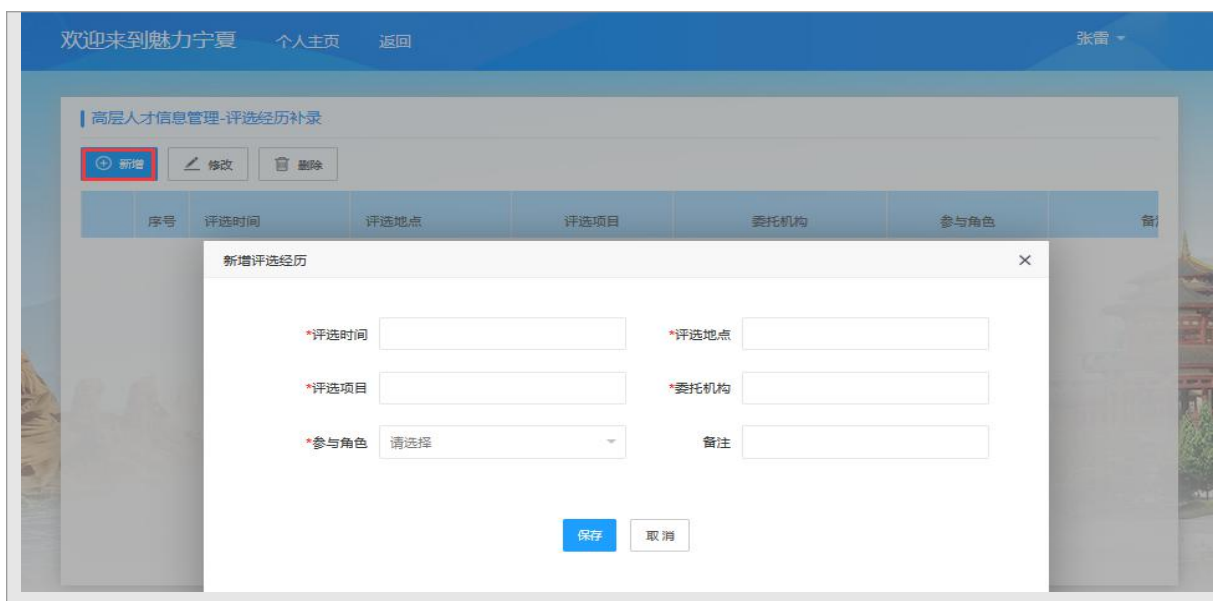 欢迎来到魅力宁夏 个人主页 返回 张雷
高层人才信息管理-评选经历补录
新增 修改 删除
序号 评选时间 评选地点 评选项目 委托机构 参与角色 备
新增评选经历
*评选时间 *评选地点
*评选项目 *委托机构
*参与角色 请选择 备注
保存 取消